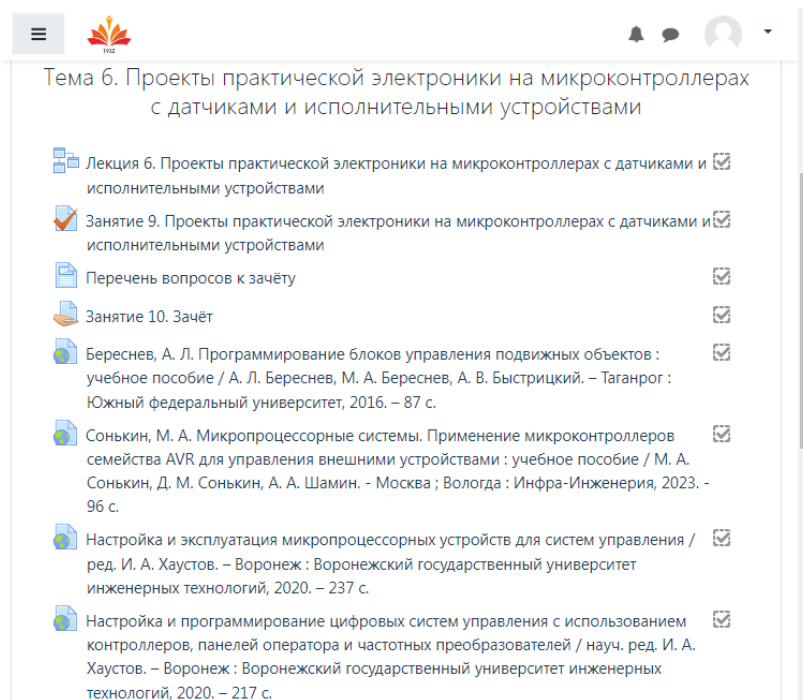 1932
Тема 6. Проекты практической электроники на микроконтроллерах
с датчиками и исполнительными устройствами
Лекция 6. Проекты практической электроники на микроконтроллерах с датчиками и
исполнительными устройствами
Занятие 9. Проекты практической электроники на микроконтроллерах с датчиками и
исполнительными устройствами
Перечень вопросов к зачёту
Занятие 10. Зачёт
Береснев, А. Л. Программирование блоков управления подвижных объектов :
учебное пособие / А. Л. Береснев, М. А. Береснев, А. В. Быстрицкий. – Таганрог :
Южный федеральный университет, 2016. – 87 с.
Сонькин, М. А. Микропроцессорные системы. Применение микроконтроллеров
семейства AVR для управления внешними устройствами : учебное пособие / М. А.
Сонькин, Д. М. Сонькин, А. А. Шамин. - Москва ; Вологда : Инфра-Инженерия, 2023. -
96 с.
Настройка и эксплуатация микропроцессорных устройств для систем управления /
ред. И. А. Хаустов. – Воронеж : Воронежский государственный университет
инженерных технологий, 2020. – 237 с.
Настройка и программирование цифровых систем управления с использованием
контроллеров, панелей оператора и частотных преобразователей / науч. ред. И. А.
Хаустов. – Воронеж : Воронежский государственный университет инженерных
технологий, 2020. – 217 с.